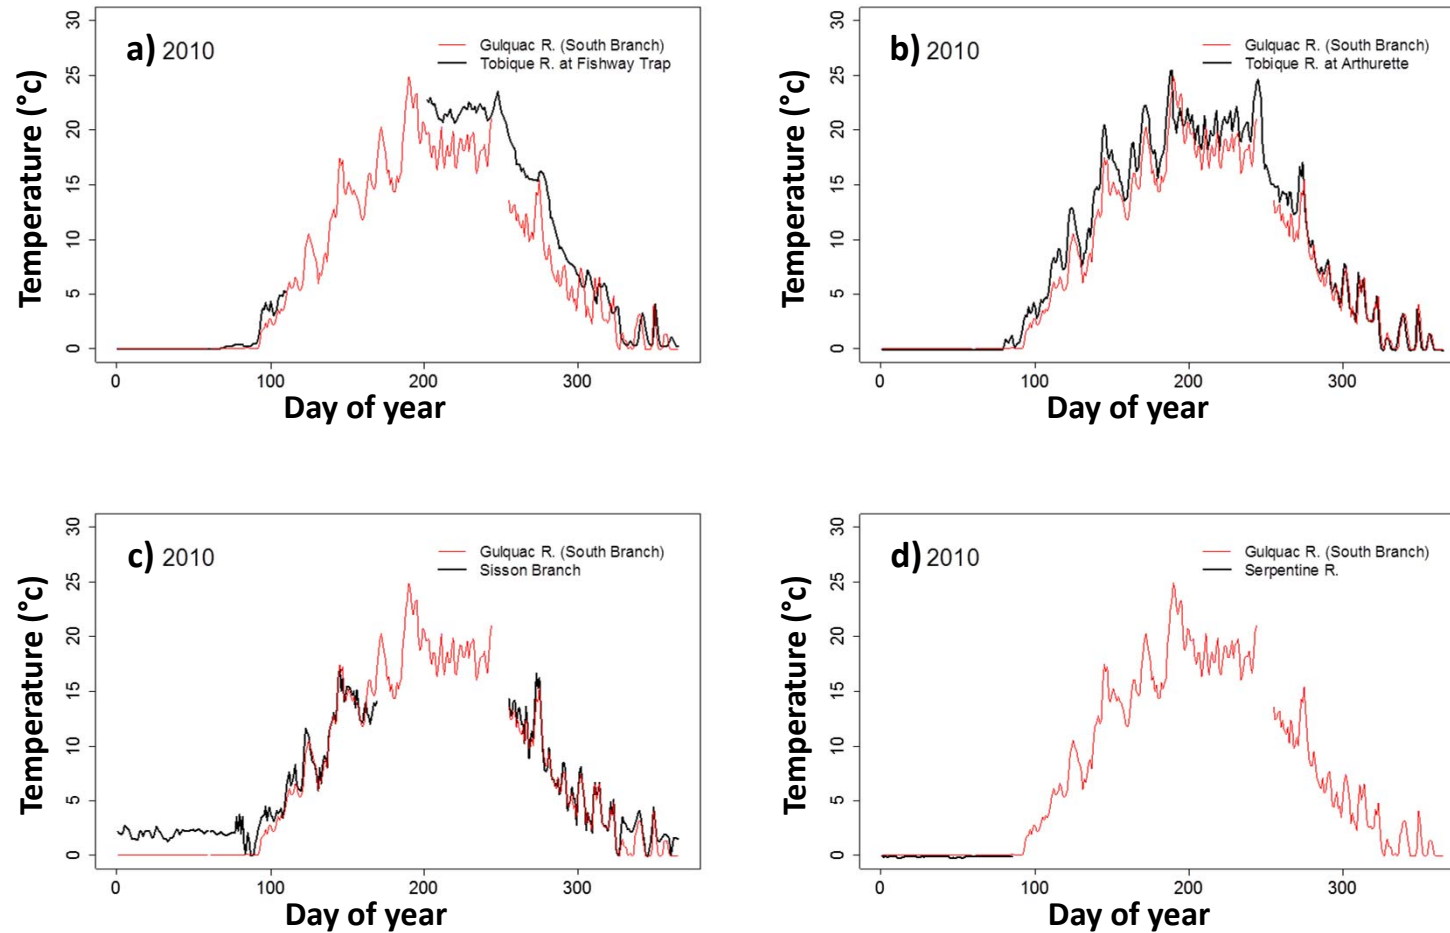 a) 2010
Gulquac R. (South Branch)
Tobique R. at Fishway Trap
Temperature (°c)
30
25
20
15
10
5
0
0 100 200 300
Day of year
b) 2010
Gulquac R. (South Branch)
Tobique R. at Arthurette
Temperature (°c)
30
25
20
15
10
5
0
0 100 200 300
Day of year
c) 2010
Gulquac R. (South Branch)
Sisson Branch
Temperature (°c)
30
25
20
15
10
5
0
0 100 200 300
Day of year
d) 2010
Gulquac R. (South Branch)
Serpentine R.
Temperature (°c)
30
25
20
15
10
5
0
0 100 200 300
Day of year